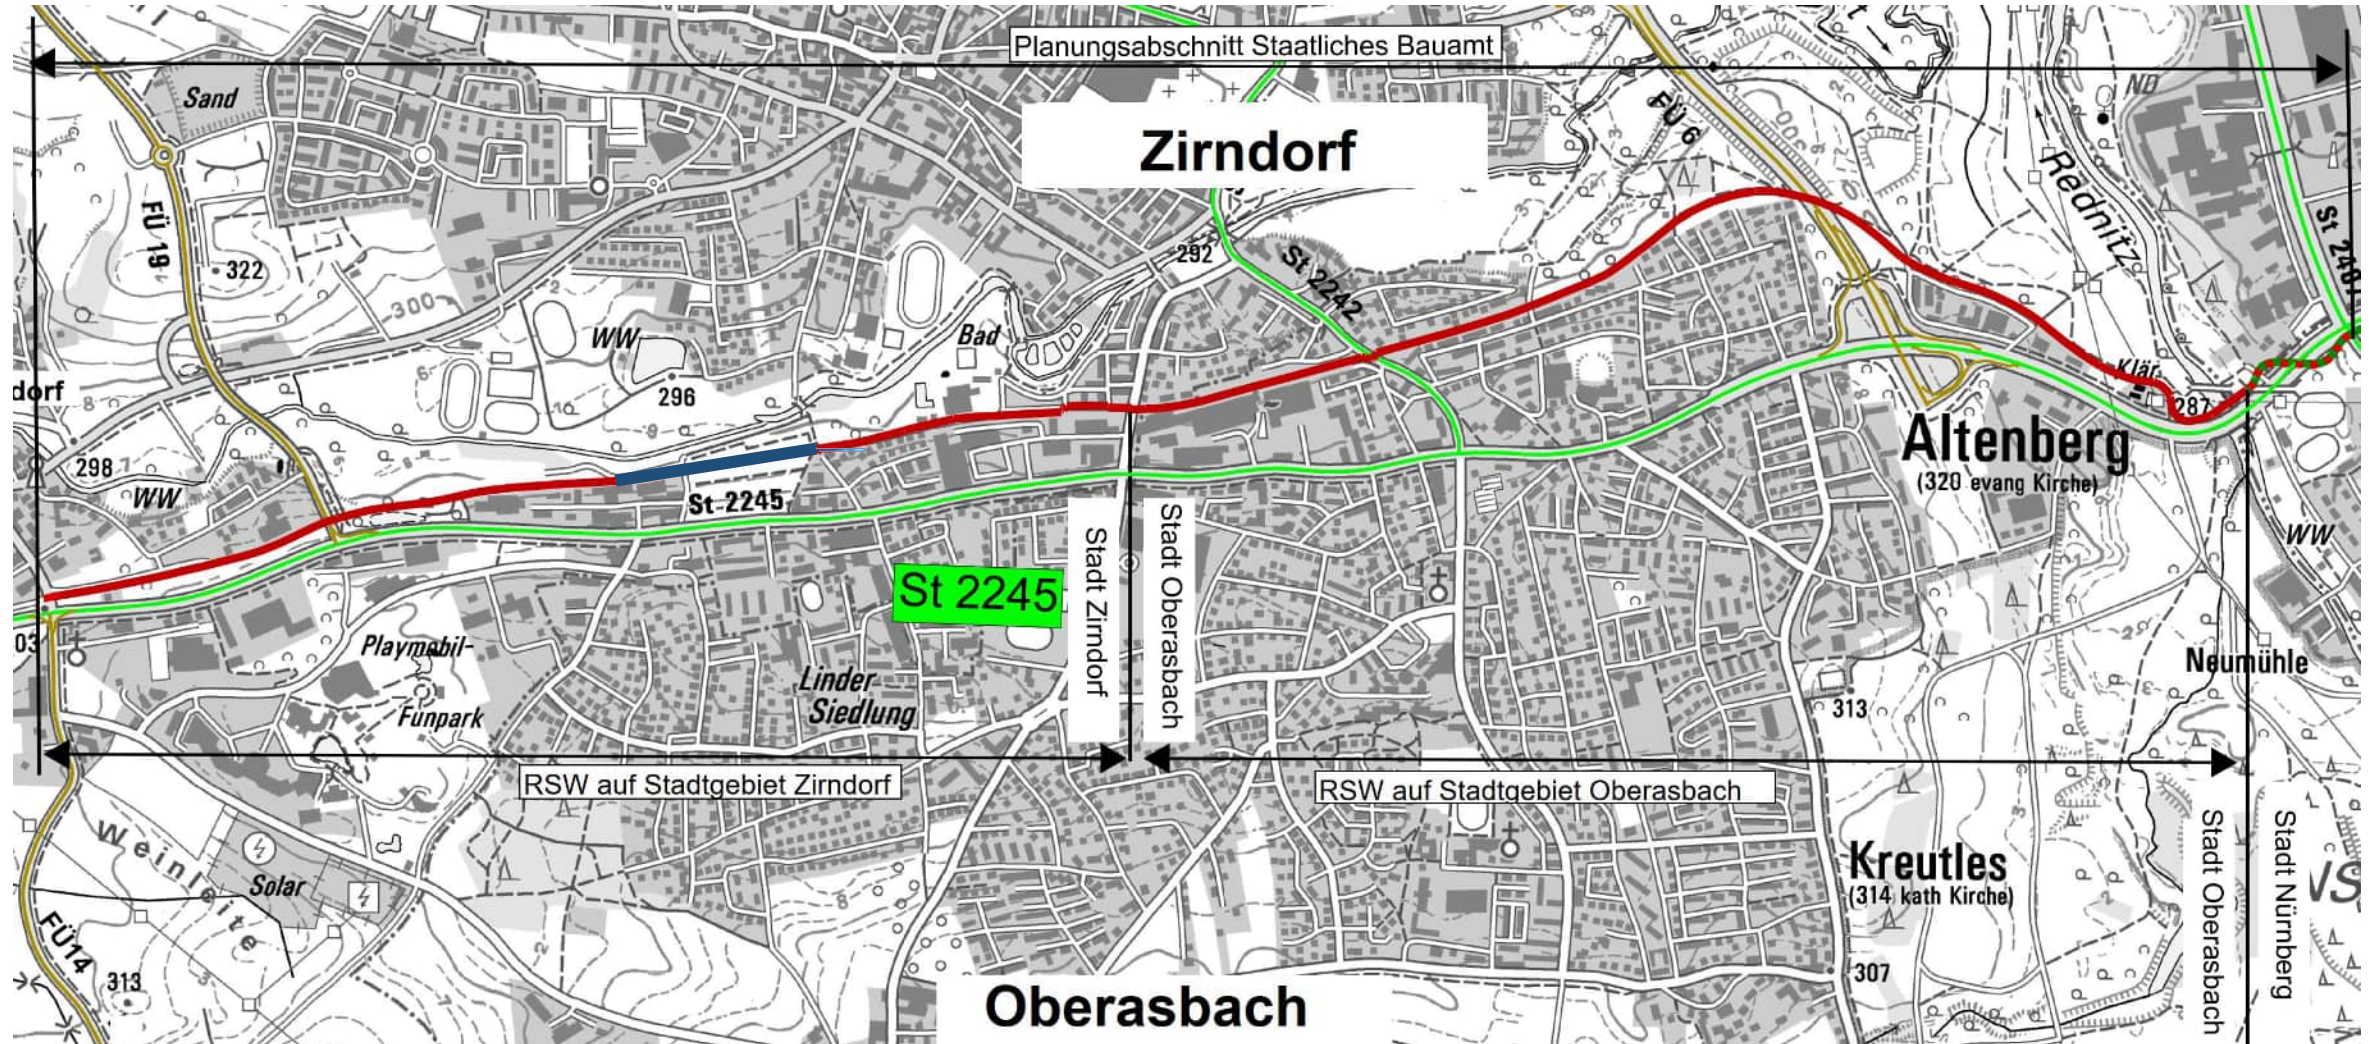 Planungsabschnitt Staatliches Bauamt
Sand
ND
Zirndorf
FÜ 6
Rednitz
FÜ 19
322
292
St 2242
St 2481
300
WW
Bad
296
dorf
Klär
287
298
WW
St 2245
Altenberg
(320 evang Kirche)
WW
Stadt Zirndorf
Stadt Oberasbach
St 2245
03
Playmobil-
Funpark
Linder
Siedlung
Neumühle
313
RSW auf Stadtgebiet Zirndorf
RSW auf Stadtgebiet Oberasbach
Weinleite
Solar
Kreutles
(314 kath Kirche)
Stadt Oberasbach
Stadt Nürnberg
FÜ14
313
307
Oberasbach